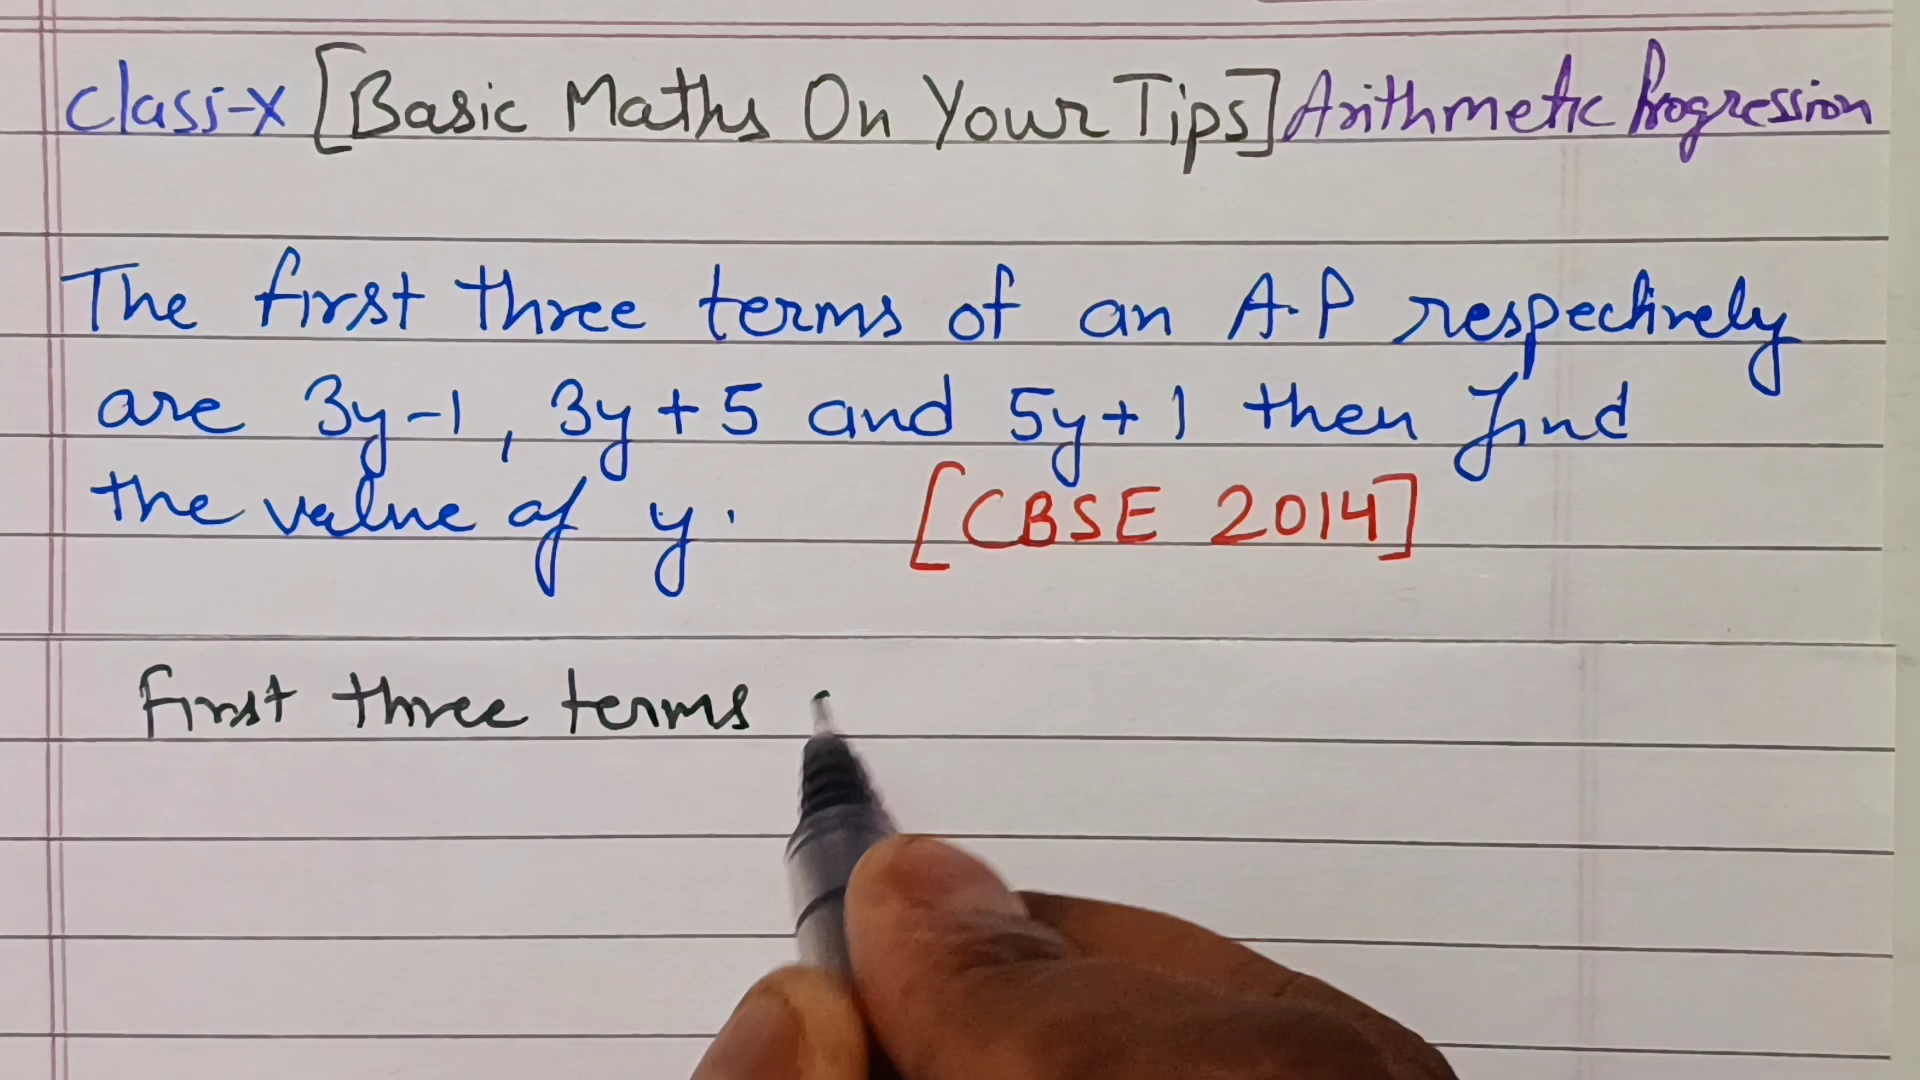 Class-X [Basic Maths On Your Tips] Arithmetic Progression
The first three terms of an A.P respectively
are 3y-1, 3y+5 and 5y+1 then find
the value of y. [CBSE 2014]
First three terms